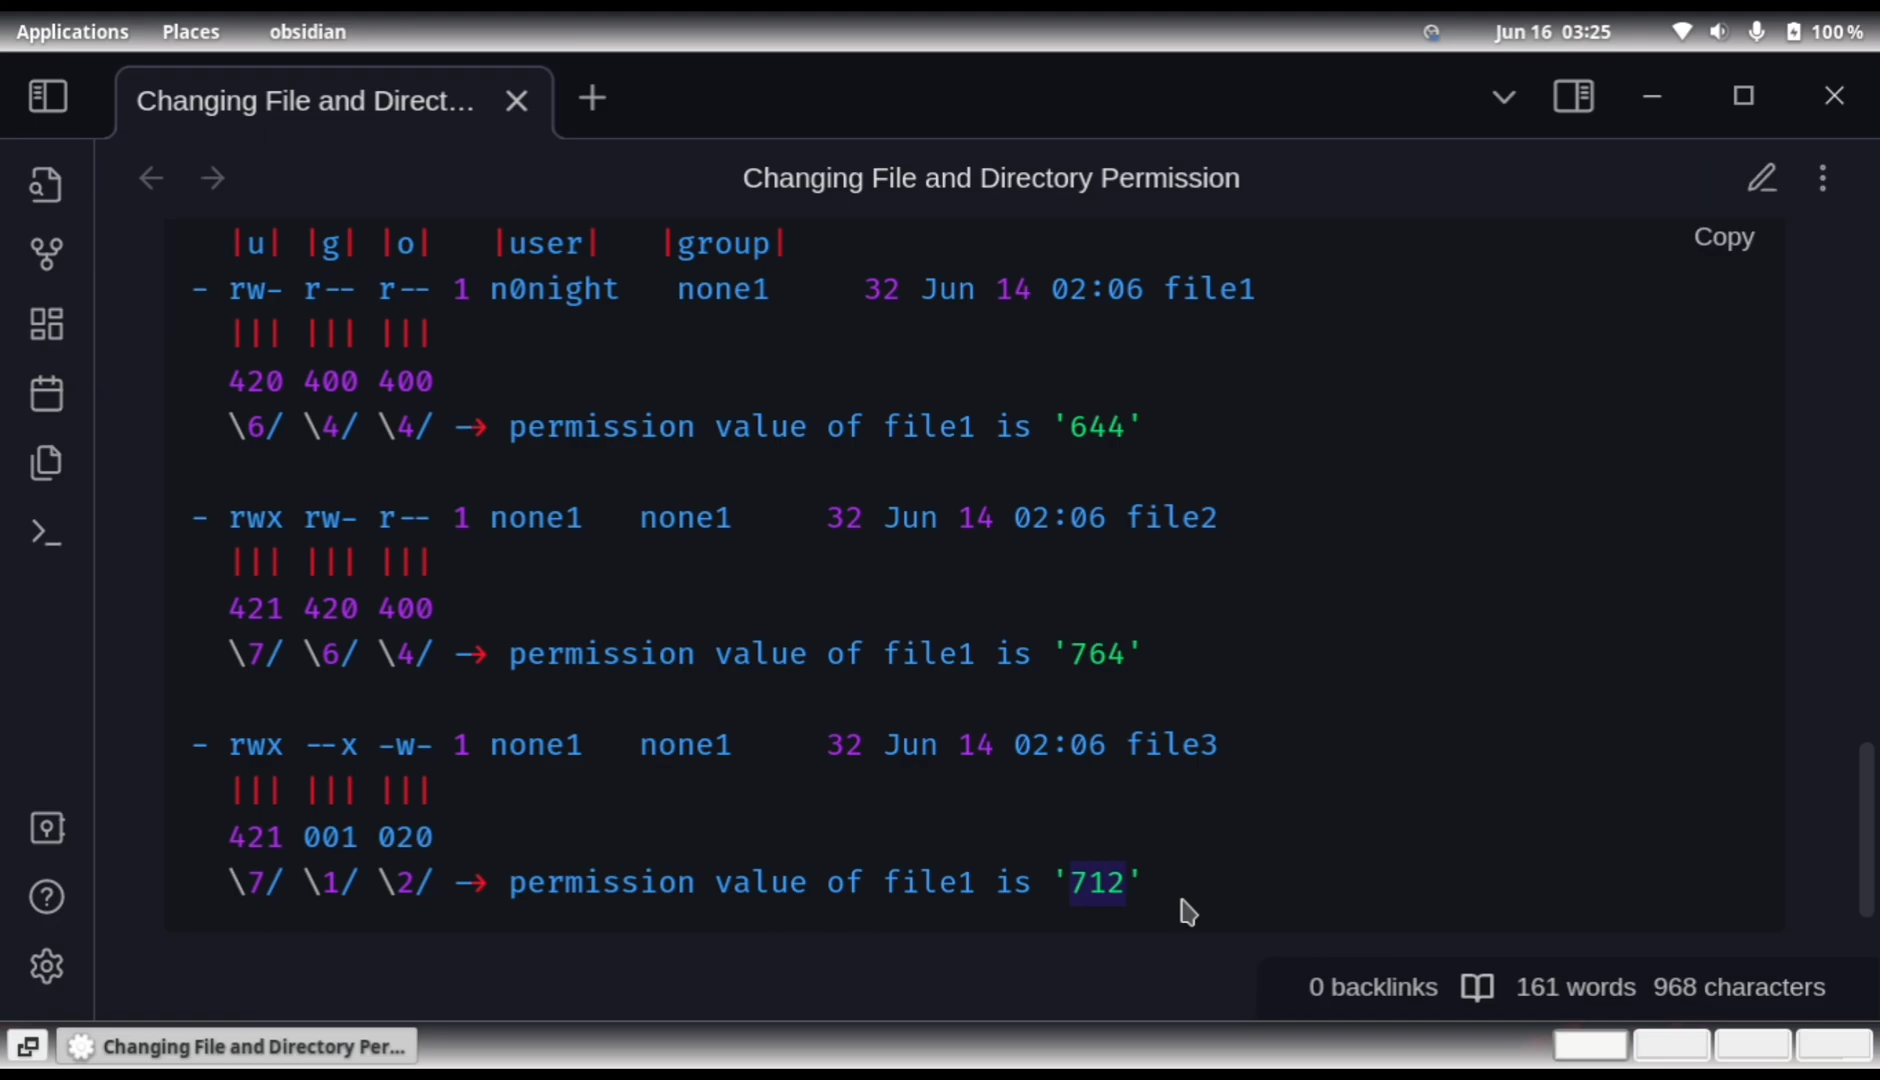 Applications Places obsidian Jun 16 03:25 100 %
Changing File and Direct...
Changing File and Directory Permission
Copy
|u| |g| |o| |user| |group|
- rw- r-- r-- 1 n0night none1 32 Jun 14 02:06 file1
||| ||| |||
420 400 400
\6/ \4/ \4/ -→ permission value of file1 is '644'
- rwx rw- r-- 1 none1 none1 32 Jun 14 02:06 file2
||| ||| |||
421 420 400
\7/ \6/ \4/ -→ permission value of file1 is '764'
- rwx --x -w- 1 none1 none1 32 Jun 14 02:06 file3
||| ||| |||
421 001 020
\7/ \1/ \2/ -→ permission value of file1 is '712'
0 backlinks 161 words 968 characters
Changing File and Directory Per...